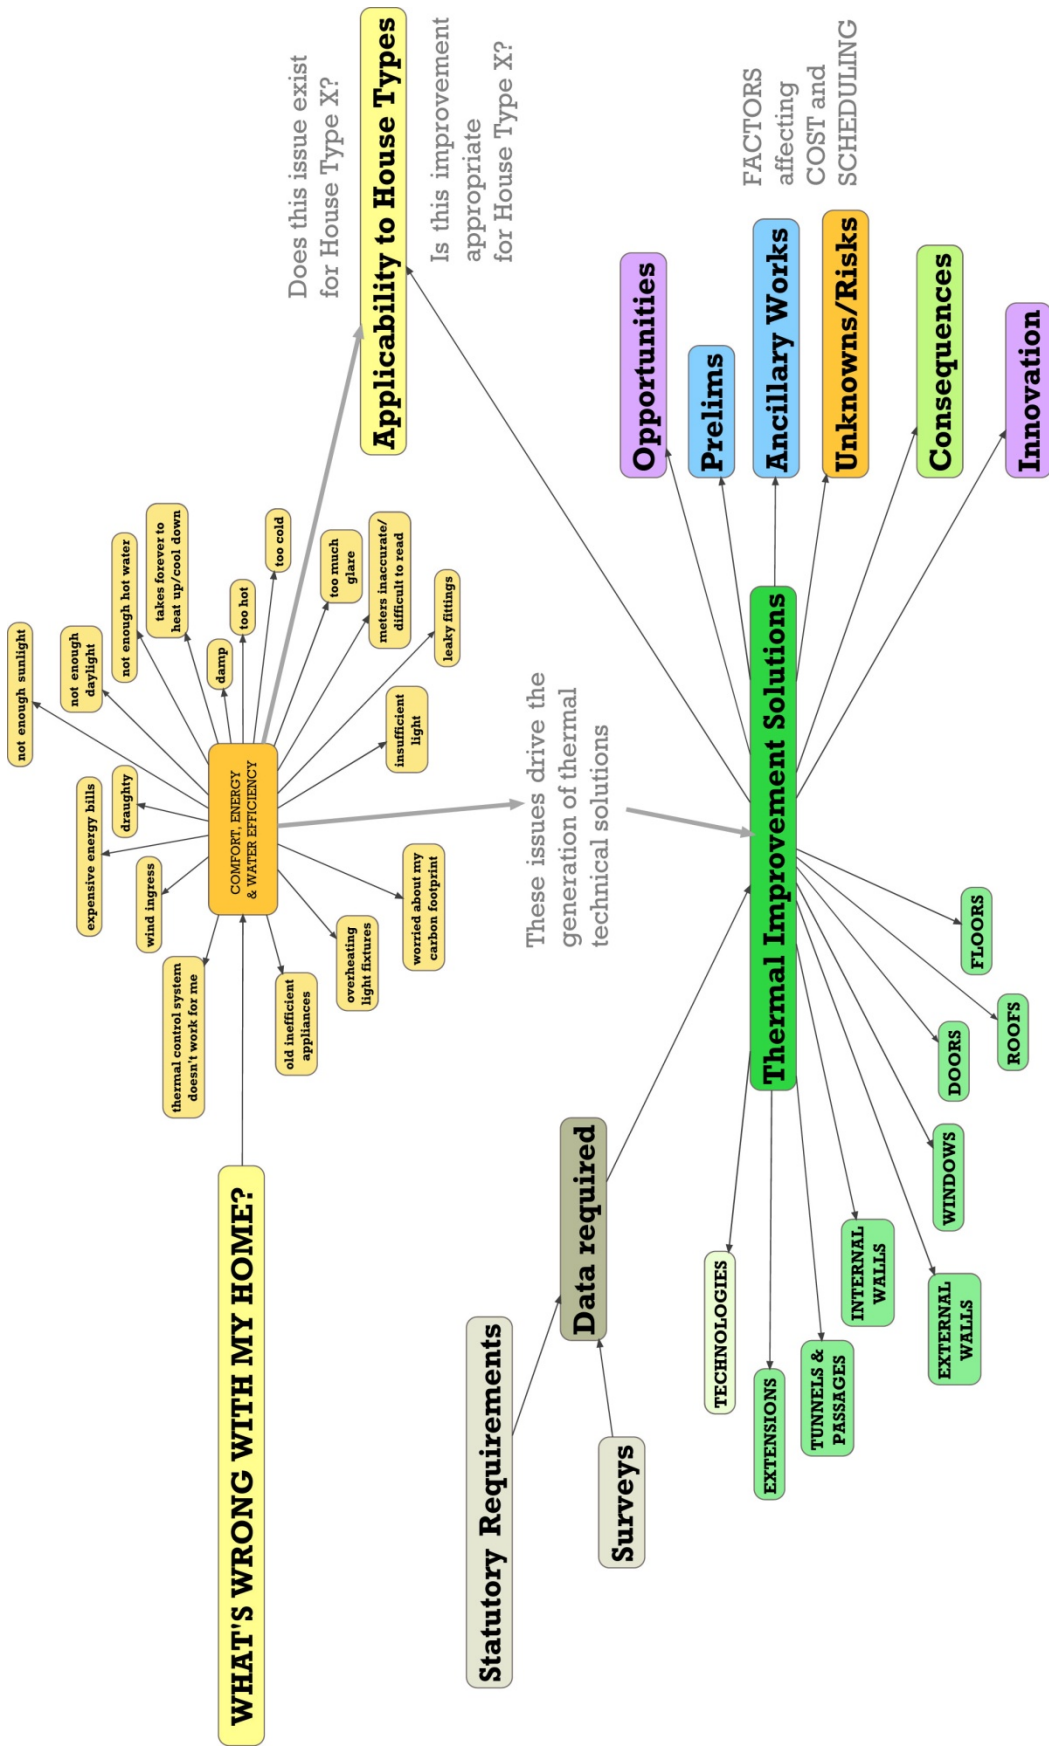 WHAT'S WRONG WITH MY HOME?
COMFORT, ENERGY
& WATER EFFICIENCY
thermal control system
doesn't work for me
wind ingress
expensive energy bills
draughty
not enough sunlight
not enough
daylight
not enough hot water
takes forever to
heat up/cool down
damp
too hot
too cold
too much
glare
meters inaccurate/
difficult to read
leaky fittings
insufficient
light
worried about my
carbon footprint
overheating
light fixtures
old inefficient
appliances
Does this issue exist
for House Type X?
Applicability to House Types
Is this improvement
appropriate
for House Type X?
These issues drive the
generation of thermal
technical solutions
Statutory Requirements
Surveys
Data required
Thermal Improvement Solutions
TECHNOLOGIES
EXTENSIONS
TUNNELS &
PASSAGES
INTERNAL
WALLS
EXTERNAL
WALLS
WINDOWS
DOORS
ROOFS
FLOORS
Opportunities
Prelims
Ancillary Works
Unknowns/Risks
Consequences
Innovation
FACTORS
affecting
COST and
SCHEDULING